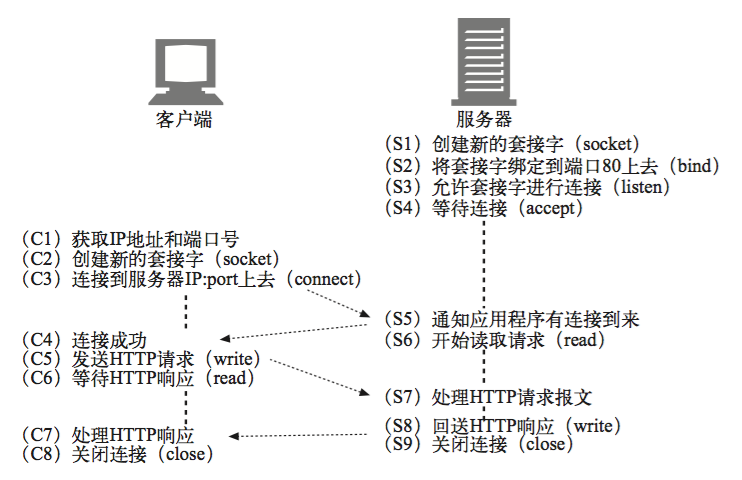 客户端
服务器
（S1）创建新的套接字（socket）
（S2）将套接字绑定到端口80上去（bind）
（S3）允许套接字进行连接（listen）
（S4）等待连接（accept）
（C1）获取IP地址和端口号
（C2）创建新的套接字（socket）
（C3）连接到服务器IP:port上去（connect）
（S5）通知应用程序有连接到来
（S6）开始读取请求（read）
（C4）连接成功
（C5）发送HTTP请求（write）
（C6）等待HTTP响应（read）
（S7）处理HTTP请求报文
（S8）回送HTTP响应（write）
（S9）关闭连接（close）
（C7）处理HTTP响应
（C8）关闭连接（close）